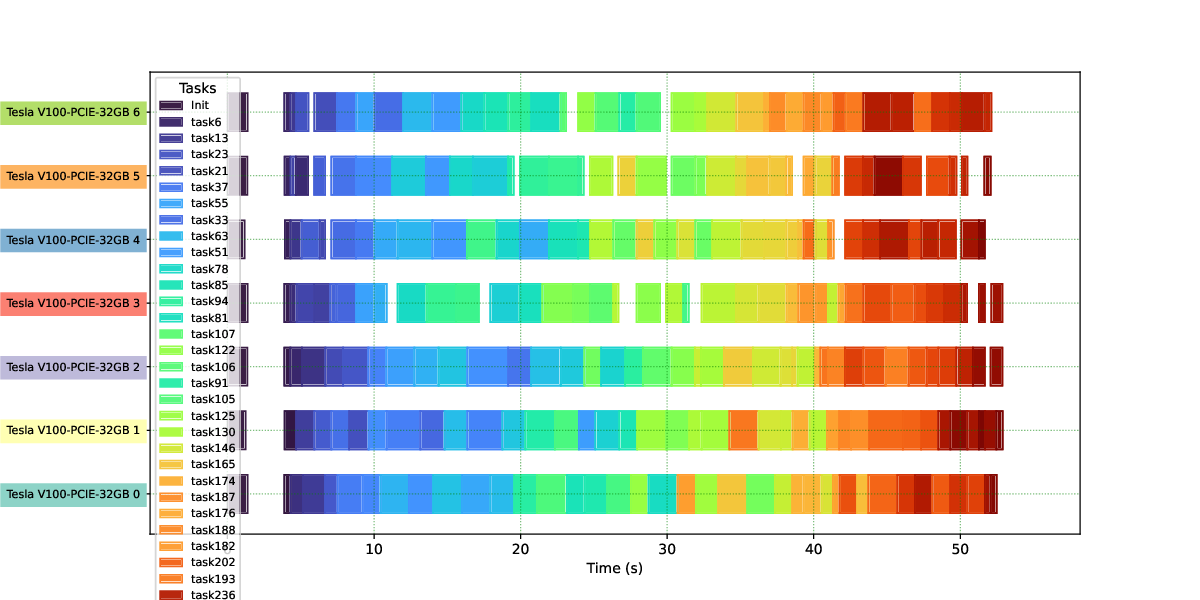 Tasks
Init
task6
task13
task23
task21
task37
task55
task33
task63
task51
task78
task85
task94
task81
task107
task122
task106
task91
task105
task125
task130
task146
task165
task174
task187
task176
task188
task182
task202
task193
task236
Tesla V100-PCIE-32GB 6
Tesla V100-PCIE-32GB 5
Tesla V100-PCIE-32GB 4
Tesla V100-PCIE-32GB 3
Tesla V100-PCIE-32GB 2
Tesla V100-PCIE-32GB 1
Tesla V100-PCIE-32GB 0
0 10 20 30 40 50
Time (s)